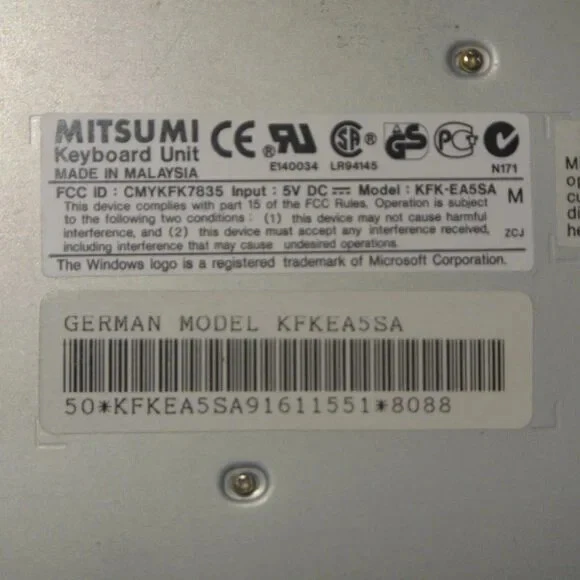 MITSUMI
Keyboard Unit
MADE IN MALAYSIA
CE
E140034
SA
LR94145
GS
PCT
N171
FCC ID : CMYKFK7835 Input : 5V DC Model : KFK-EA5SA M
This device complies with part 15 of the FCC Rules. Operation is subject
to the following two conditions : (1) this device may not cause harmful
interference, and (2) this device must accept any interference received,
including interference that may cause undesired operations.
ZCJ
The Windows logo is a registered trademark of Microsoft Corporation.
GERMAN MODEL KFKEA5SA
50*KFKEA5SA91611551*8088